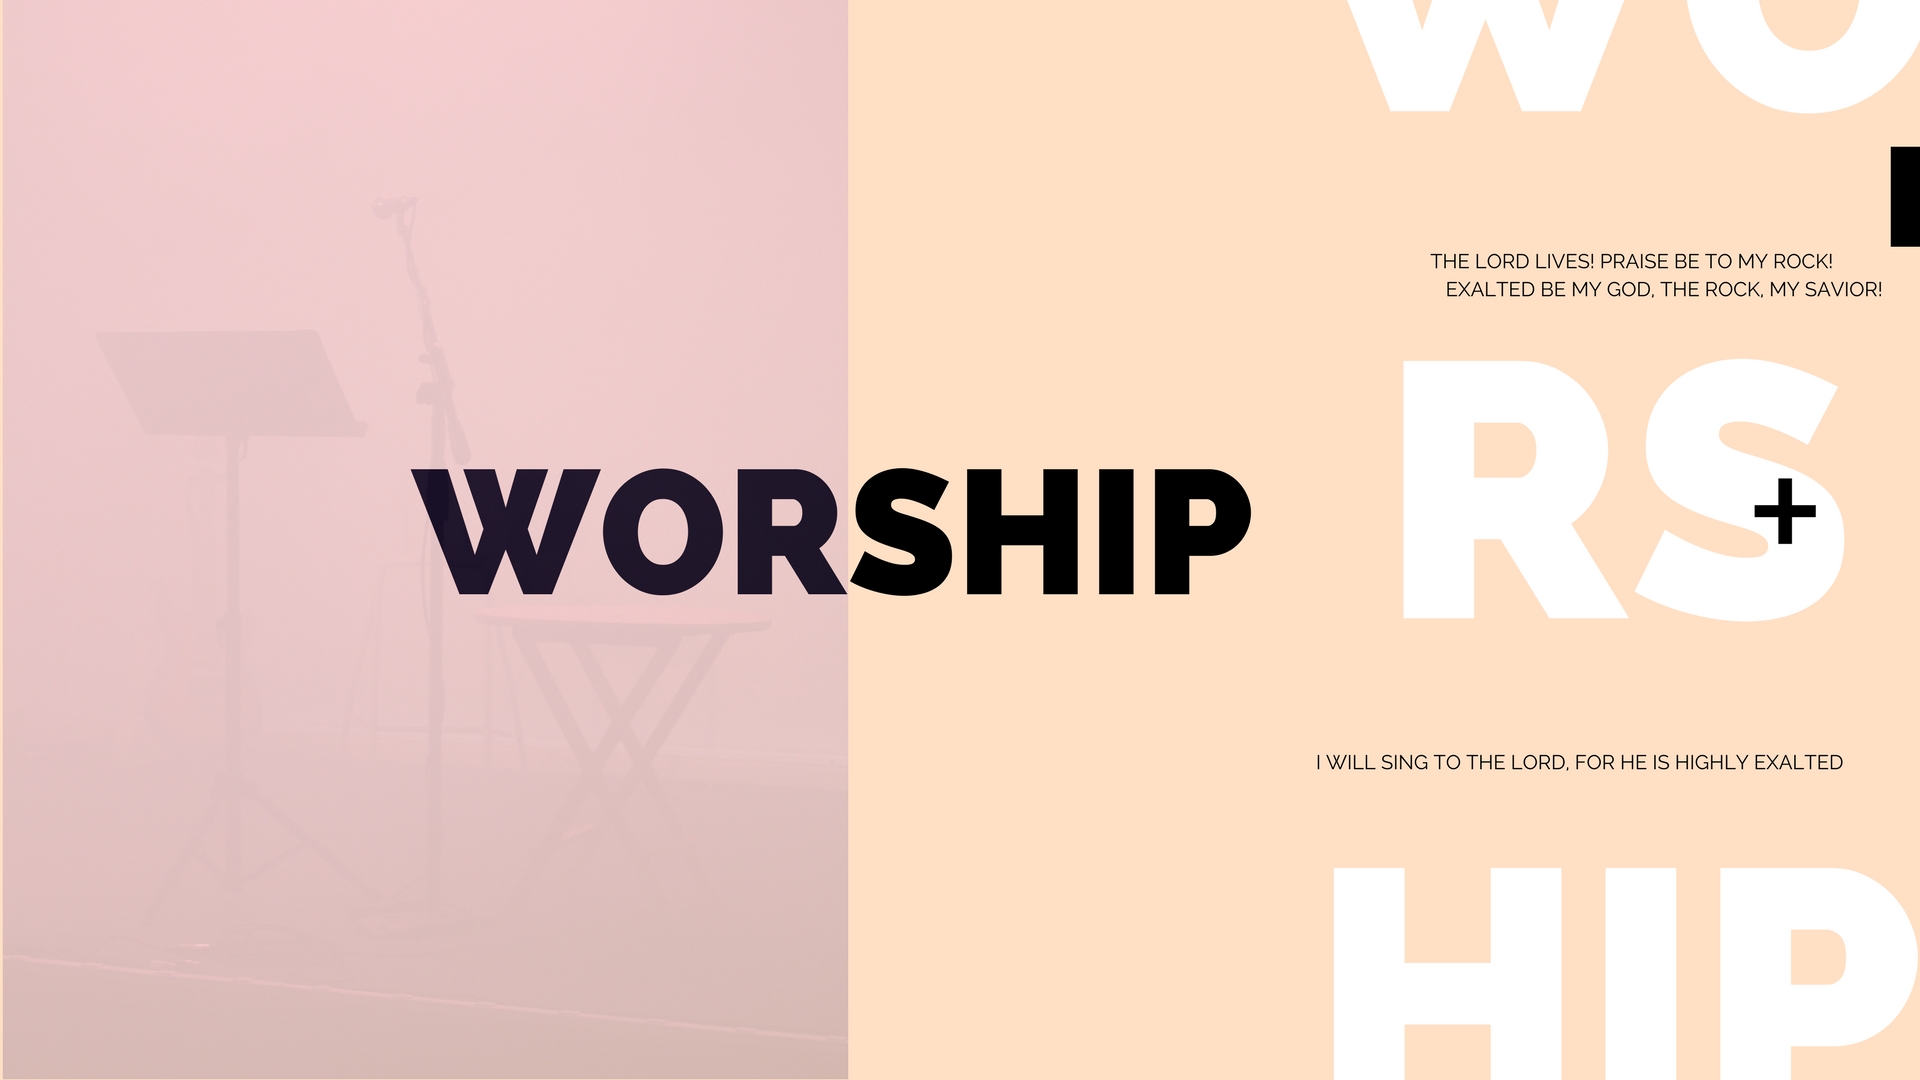 WO
THE LORD LIVES! PRAISE BE TO MY ROCK!
EXALTED BE MY GOD, THE ROCK, MY SAVIOR!
RS
+
WORSHIP
I WILL SING TO THE LORD, FOR HE IS HIGHLY EXALTED
HIP